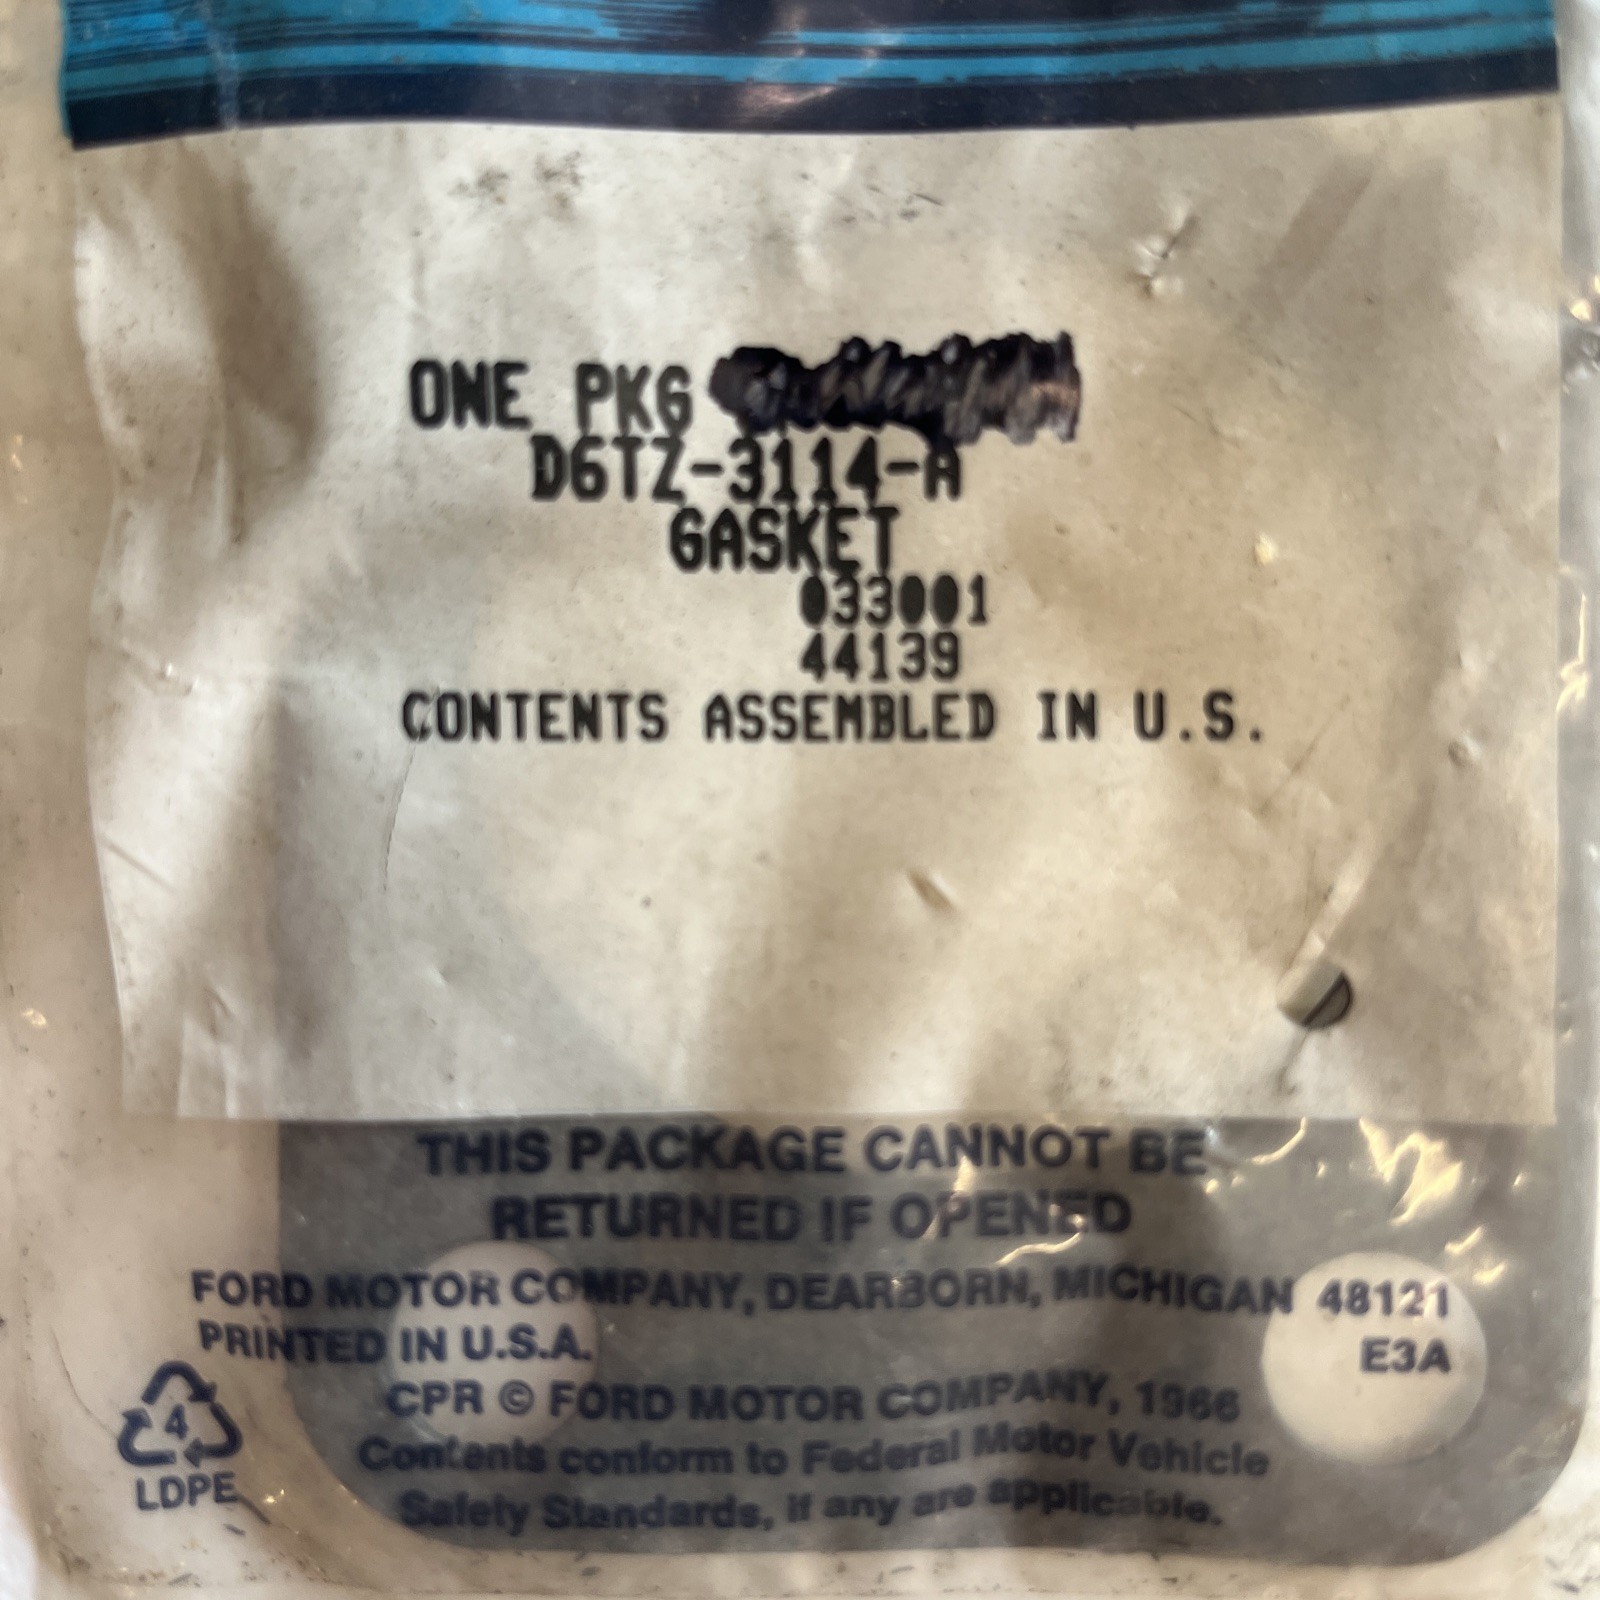 ONE PKG
D6TZ-3114-A
GASKET
033001
44139
CONTENTS ASSEMBLED IN U.S.
THIS PACKAGE CANNOT BE
RETURNED IF OPENED
FORD MOTOR COMPANY, DEARBORN, MICHIGAN 48121
PRINTED IN U.S.A. E3A
CPR © FORD MOTOR COMPANY, 1966
4
Contents conform to Federal Motor Vehicle
LDPE
Safety Standards, if any are applicable.